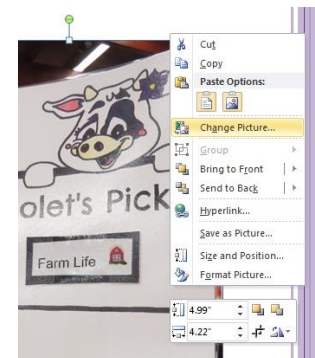 Cut
Copy
Paste Options:
Change Picture...
Group
Bring to Front
Send to Back
Hyperlink...
Save as Picture...
Size and Position...
Format Picture...
4.99"
4.22"
olet's Pick
Farm Life